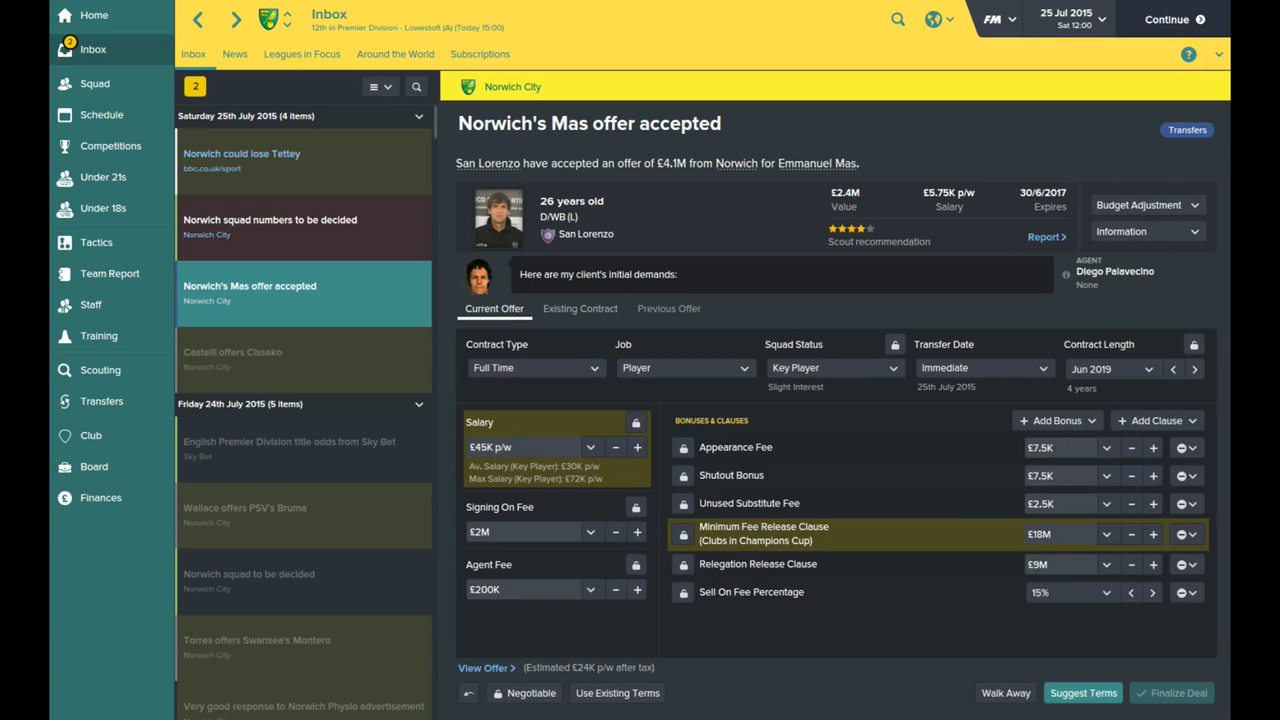 Home
2
Inbox
Squad
Schedule
Competitions
Under 21s
U21
Under 18s
U18
Tactics
Team Report
Staff
Training
Scouting
Transfers
Club
Board
Finances
Inbox
12th in Premier Division - Lowestoft (A) (Today 15:00)
FM
25 Jul 2015
Sat 12:00
Continue
Inbox
News
Leagues in Focus
Around the World
Subscriptions
?
2
Saturday 25th July 2015 (4 items)
Norwich could lose Tettey
bbc.co.uk/sport
Norwich squad numbers to be decided
Norwich City
Norwich's Mas offer accepted
Norwich City
Castelli offers Cissako
Norwich City
Friday 24th July 2015 (5 items)
English Premier Division title odds from Sky Bet
Sky Bet
Wallace offers PSV's Bruma
Norwich City
Norwich squad to be decided
Norwich City
Torres offers Swansea's Montero
Norwich City
Very good response to Norwich Physio advertisement
Norwich City
Norwich's Mas offer accepted
Transfers
San Lorenzo have accepted an offer of £4.1M from Norwich for Emmanuel Mas.
26 years old
D/WB (L)
San Lorenzo
£2.4M
Value
£5.75K p/w
Salary
30/6/2017
Expires
Scout recommendation
Report >
Budget Adjustment
Information
Here are my client's initial demands:
AGENT
Diego Palavecino
None
Current Offer
Existing Contract
Previous Offer
Contract Type
Full Time
Job
Player
Squad Status
Key Player
Slight Interest
Transfer Date
Immediate
25th July 2015
Contract Length
Jun 2019
4 years
Salary
£45K p/w
Av. Salary (Key Player): £30K p/w
Max Salary (Key Player): £72K p/w
Signing On Fee
£2M
Agent Fee
£200K
BONUSES & CLAUSES
+ Add Bonus
+ Add Clause
Appearance Fee
£7.5K
Shutout Bonus
£7.5K
Unused Substitute Fee
£2.5K
Minimum Fee Release Clause
(Clubs in Champions Cup)
£18M
Relegation Release Clause
£9M
Sell On Fee Percentage
15%
View Offer > (Estimated £24K p/w after tax)
Negotiable
Use Existing Terms
Walk Away
Suggest Terms
Finalize Deal